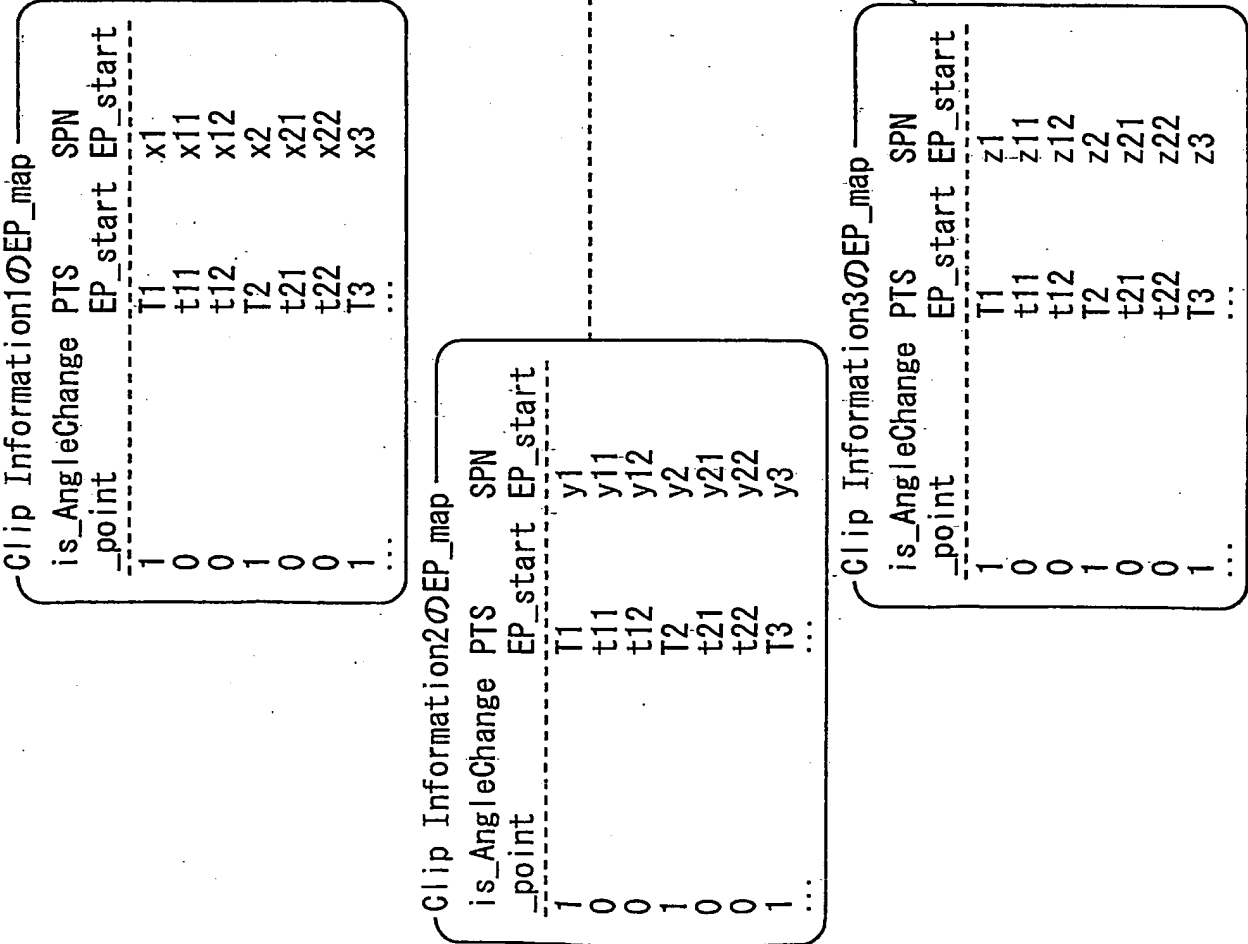 Clip Information1のEP_map
is_AngleChange PTS SPN
_point EP_start EP_start
1 T1 x1
0 t11 x11
0 t12 x12
1 T2 x2
0 t21 x21
0 t22 x22
1 T3 x3
... ...
Clip Information2のEP_map
is_AngleChange PTS SPN
_point EP_start EP_start
1 T1 y1
0 t11 y11
0 t12 y12
1 T2 y2
0 t21 y21
0 t22 y22
1 T3 y3
... ...
Clip Information3のEP_map
is_AngleChange PTS SPN
_point EP_start EP_start
1 T1 z1
0 t11 z11
0 t12 z12
1 T2 z2
0 t21 z21
0 t22 z22
1 T3 z3
... ...